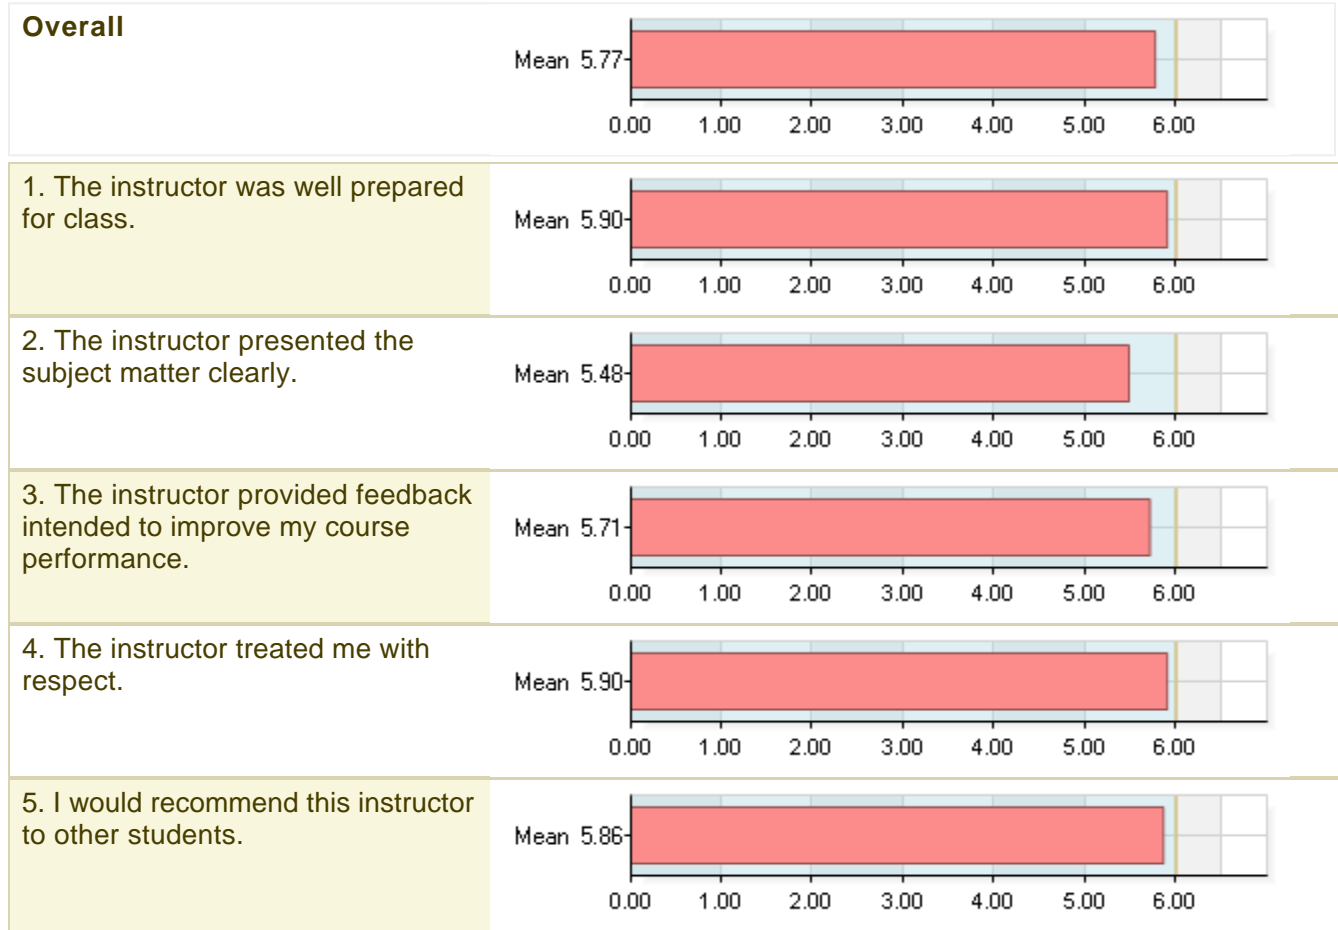 Overall
Mean 5.77
0.00 1.00 2.00 3.00 4.00 5.00 6.00
1. The instructor was well prepared
for class.
Mean 5.90
0.00 1.00 2.00 3.00 4.00 5.00 6.00
2. The instructor presented the
subject matter clearly.
Mean 5.48
0.00 1.00 2.00 3.00 4.00 5.00 6.00
3. The instructor provided feedback
intended to improve my course
performance.
Mean 5.71
0.00 1.00 2.00 3.00 4.00 5.00 6.00
4. The instructor treated me with
respect.
Mean 5.90
0.00 1.00 2.00 3.00 4.00 5.00 6.00
5. I would recommend this instructor
to other students.
Mean 5.86
0.00 1.00 2.00 3.00 4.00 5.00 6.00